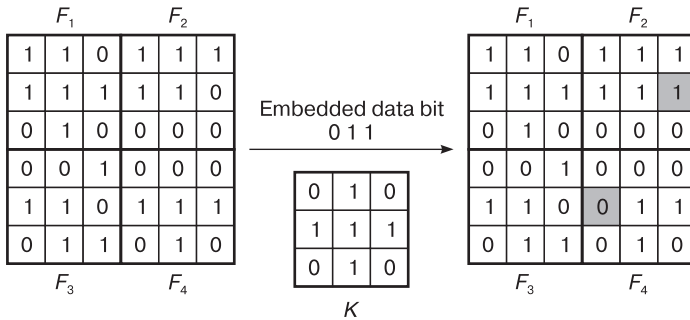 F1 F2
1 1 0 1 1 1
1 1 1 1 1 0
0 1 0 0 0 0
0 0 1 0 0 0
1 1 0 1 1 1
0 1 1 0 1 0
F3 F4
Embedded data bit
0 1 1
0 1 0
1 1 1
0 1 0
K
F1 F2
1 1 0 1 1 1
1 1 1 1 1 1
0 1 0 0 0 0
0 0 1 0 0 0
1 1 0 0 1 1
0 1 1 0 1 0
F3 F4